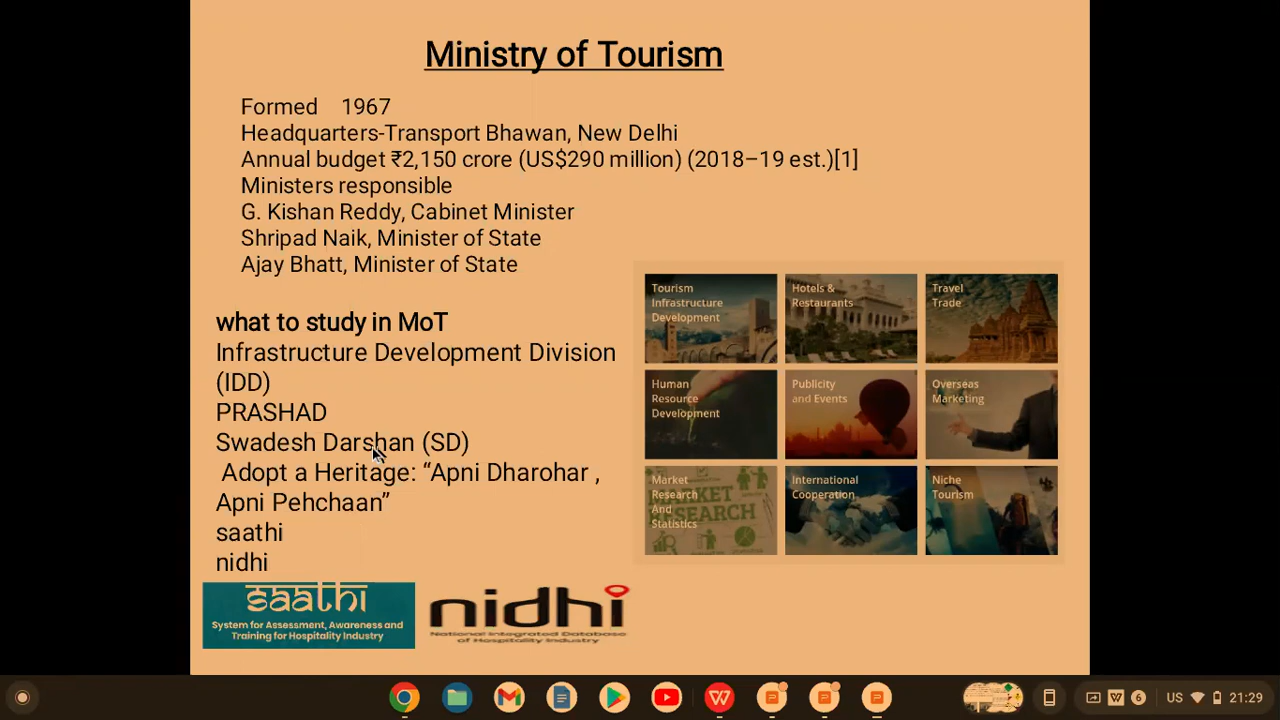 Ministry of Tourism
Formed 1967
Headquarters-Transport Bhawan, New Delhi
Annual budget ₹2,150 crore (US$290 million) (2018–19 est.)[1]
Ministers responsible
G. Kishan Reddy, Cabinet Minister
Shripad Naik, Minister of State
Ajay Bhatt, Minister of State
what to study in MoT
Infrastructure Development Division
(IDD)
PRASHAD
Swadesh Darshan (SD)
Adopt a Heritage: “Apni Dharohar ,
Apni Pehchaan”
saathi
nidhi
Tourism
Infrastructure
Development
Hotels &
Restaurants
Travel
Trade
Human
Resource
Development
Publicity
and Events
Overseas
Marketing
Market
Research
And
Statistics
MARKET
RESEARCH
International
Cooperation
Niche
Tourism
saathi
System for Assessment, Awareness and
Training for Hospitality Industry
nidhi
National Integrated Database
of Hospitality Industry
US
6
21:29